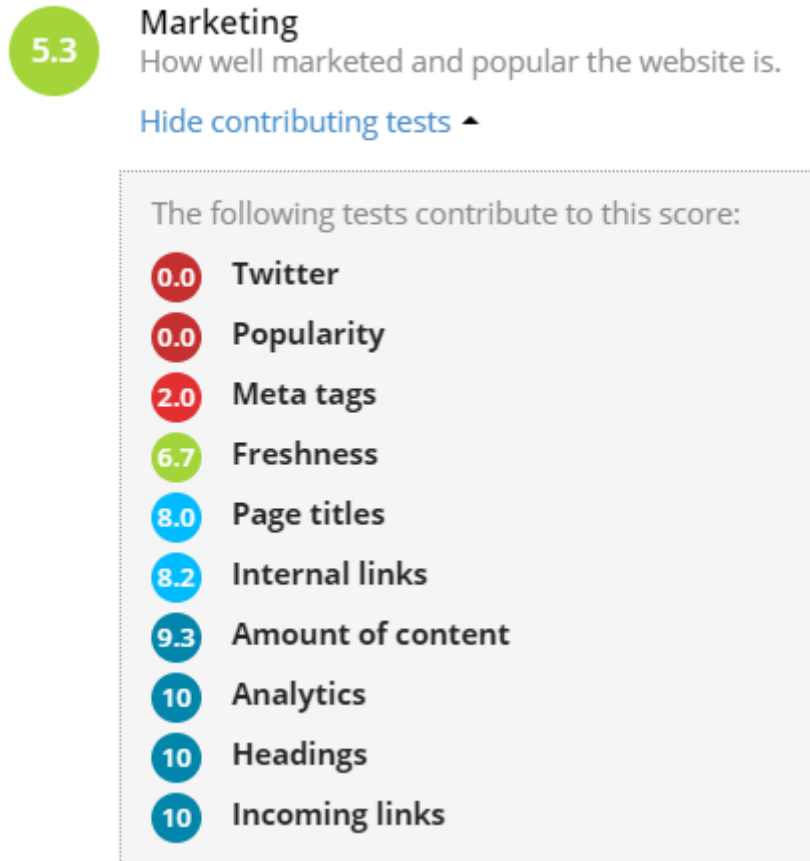 5.3 Marketing
How well marketed and popular the website is.
Hide contributing tests
The following tests contribute to this score:
0.0 Twitter
0.0 Popularity
2.0 Meta tags
6.7 Freshness
8.0 Page titles
8.2 Internal links
9.3 Amount of content
10 Analytics
10 Headings
10 Incoming links